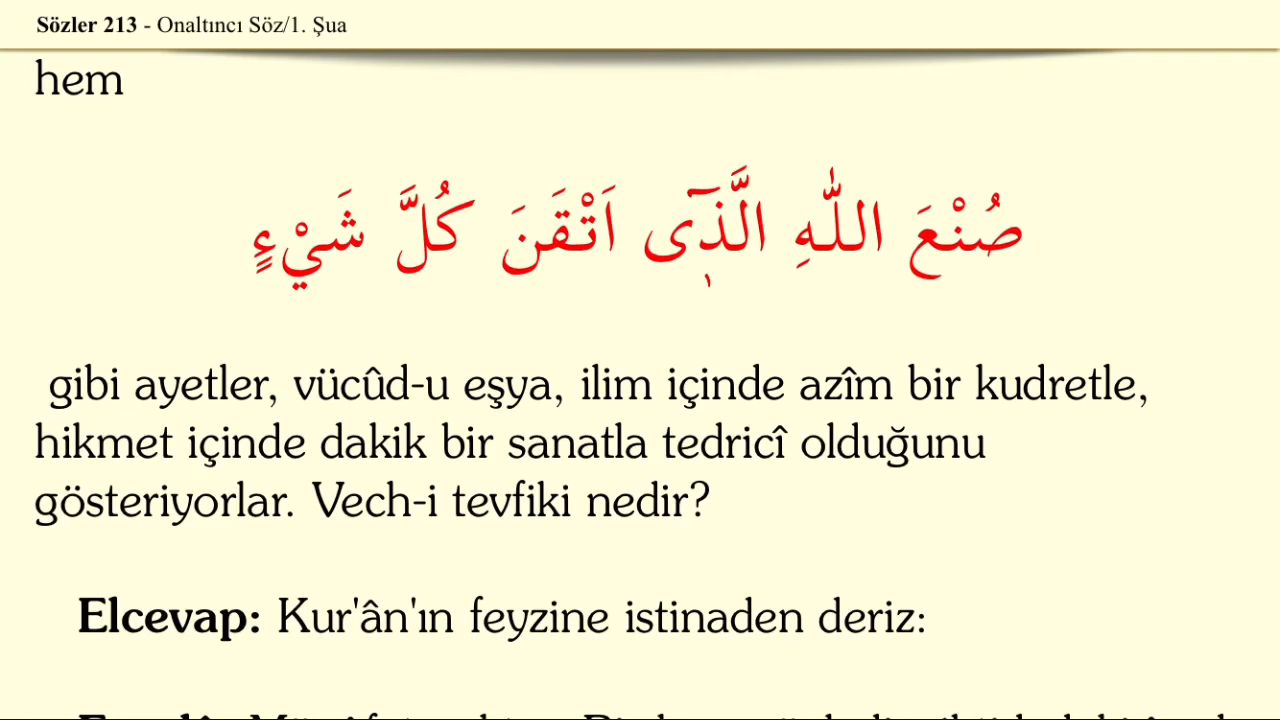 Sözler 213 - Onaltıncı Söz/1. Şua
hem
صُنْعَ اللّٰهِ الَّذ۪ٓى اَتْقَنَ كُلَّ شَيْءٍ
gibi ayetler, vücûd-u eşya, ilim içinde azîm bir kudretle,
hikmet içinde dakik bir sanatla tedricî olduğunu
gösteriyorlar. Vech-i tevfiki nedir?
Elcevap: Kur'ân'ın feyzine istinaden deriz: